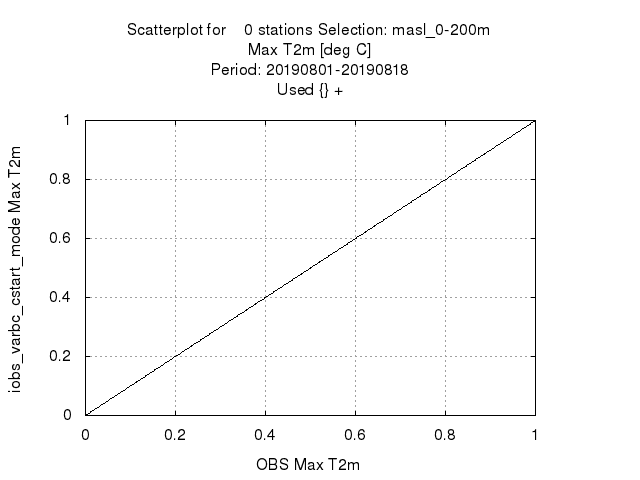 Scatterplot for    0 stations Selection: masl_0-200m
Max T2m [deg C]
Period: 20190801-20190818
Used {} +
iobs_varbc_cstart_mode Max T2m
1
0.8
0.6
0.4
0.2
0
0 0.2 0.4 0.6 0.8 1
OBS Max T2m